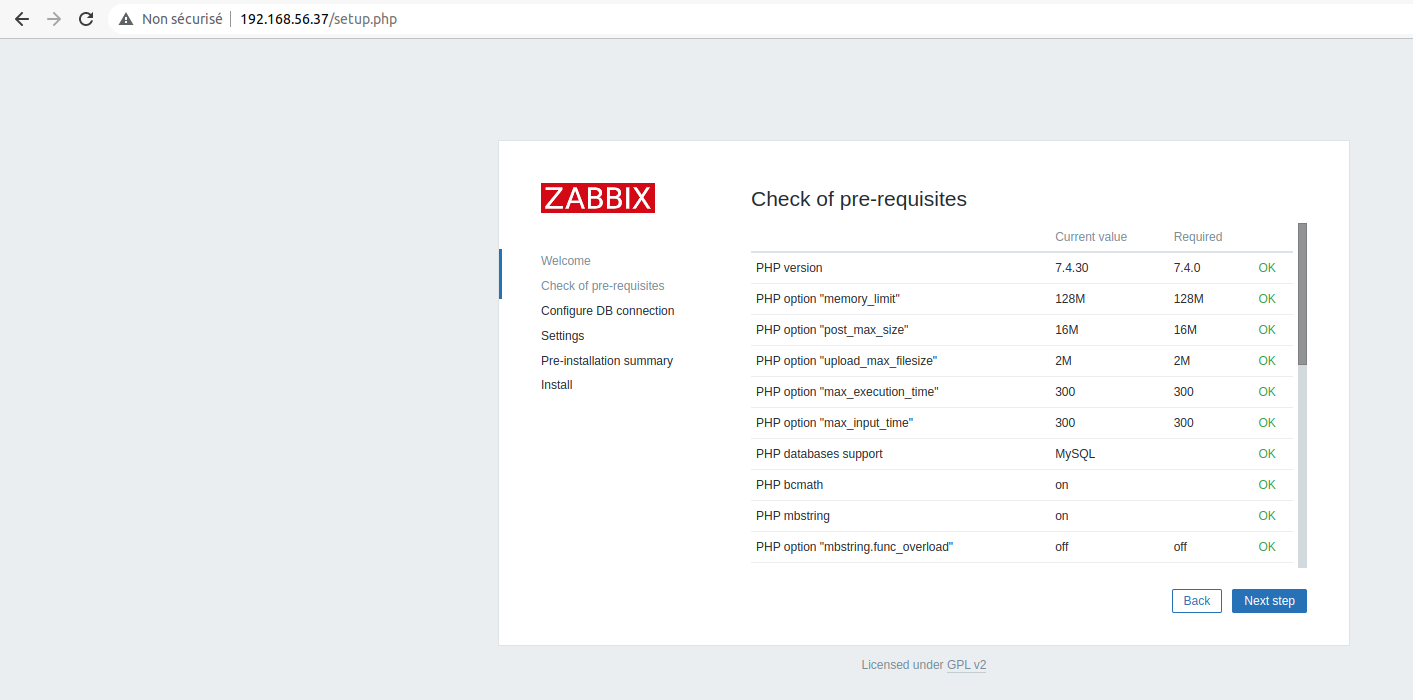 Non sécurisé 192.168.56.37/setup.php
ZABBIX
Welcome
Check of pre-requisites
Configure DB connection
Settings
Pre-installation summary
Install
Check of pre-requisites
Current value Required
PHP version 7.4.30 7.4.0 OK
PHP option "memory_limit" 128M 128M OK
PHP option "post_max_size" 16M 16M OK
PHP option "upload_max_filesize" 2M 2M OK
PHP option "max_execution_time" 300 300 OK
PHP option "max_input_time" 300 300 OK
PHP databases support MySQL OK
PHP bcmath on OK
PHP mbstring on OK
PHP option "mbstring.func_overload" off off OK
Back Next step
Licensed under GPL v2